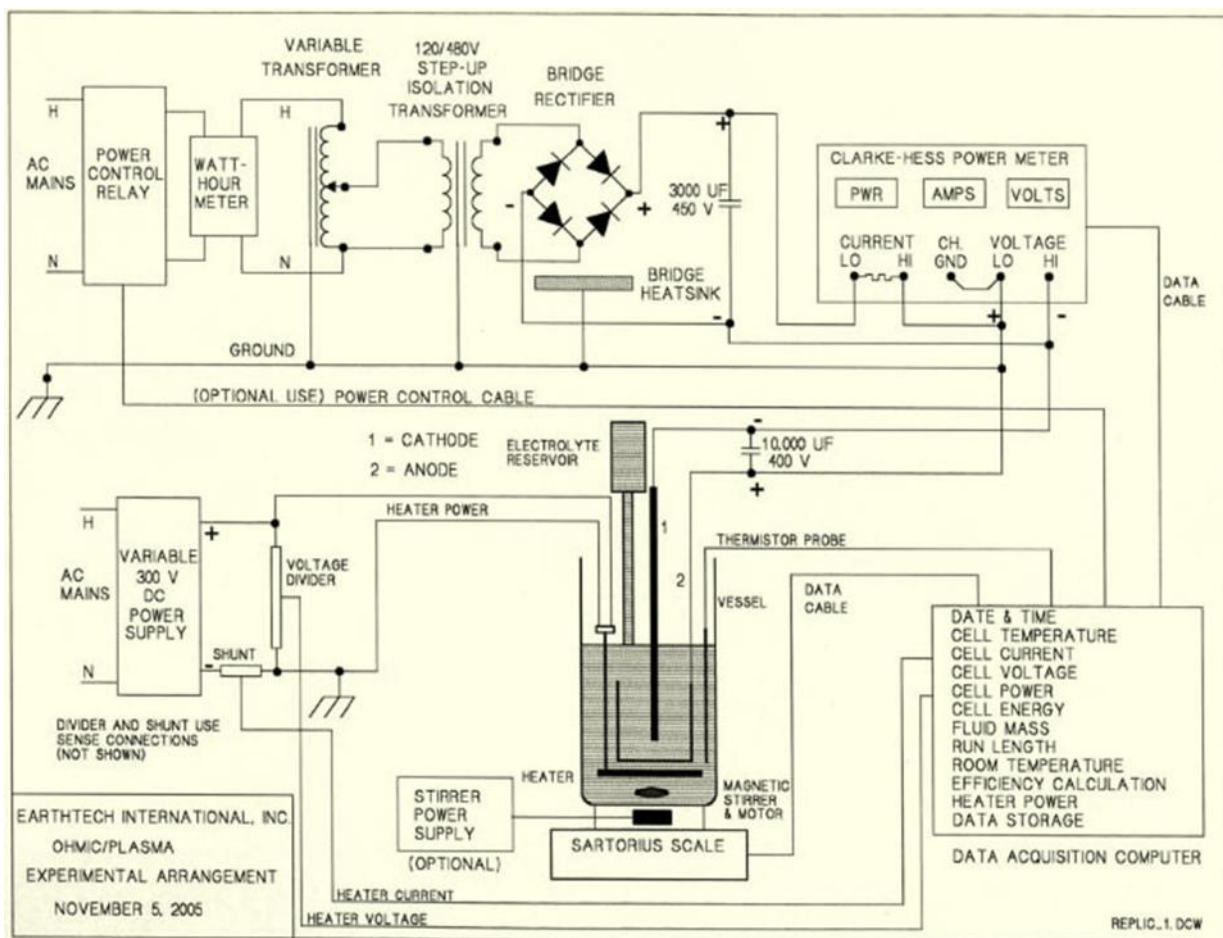 VARIABLE
TRANSFORMER
120/480V
STEP-UP
ISOLATION
TRANSFORMER
BRIDGE
RECTIFIER
H
AC
MAINS
N
POWER
CONTROL
RELAY
WATT-
HOUR
METER
H
N
-
+
+
3000 UF
450 V
-
BRIDGE
HEATSINK
CLARKE-HESS POWER METER
PWR
AMPS
VOLTS
CURRENT
LO HI
CH.
GND
VOLTAGE
LO HI
+
-
DATA
CABLE
GROUND
(OPTIONAL USE) POWER CONTROL CABLE
1 = CATHODE
2 = ANODE
ELECTROLYTE
RESERVOIR
-
10,000 UF
400 V
+
H
AC
MAINS
N
VARIABLE
300 V
DC
POWER
SUPPLY
+
-
SHUNT
VOLTAGE
DIVIDER
HEATER POWER
1
2
THERMISTOR PROBE
VESSEL
DATA
CABLE
DIVIDER AND SHUNT USE
SENSE CONNECTIONS
(NOT SHOWN)
HEATER
MAGNETIC
STIRRER
& MOTOR
STIRRER
POWER
SUPPLY
(OPTIONAL)
SARTORIUS SCALE
DATE & TIME
CELL TEMPERATURE
CELL CURRENT
CELL VOLTAGE
CELL POWER
CELL ENERGY
FLUID MASS
RUN LENGTH
ROOM TEMPERATURE
EFFICIENCY CALCULATION
HEATER POWER
DATA STORAGE
DATA ACQUISITION COMPUTER
HEATER CURRENT
HEATER VOLTAGE
EARTHTECH INTERNATIONAL, INC.
OHMIC/PLASMA
EXPERIMENTAL ARRANGEMENT
NOVEMBER 5, 2005
REPLIC_1.DCW